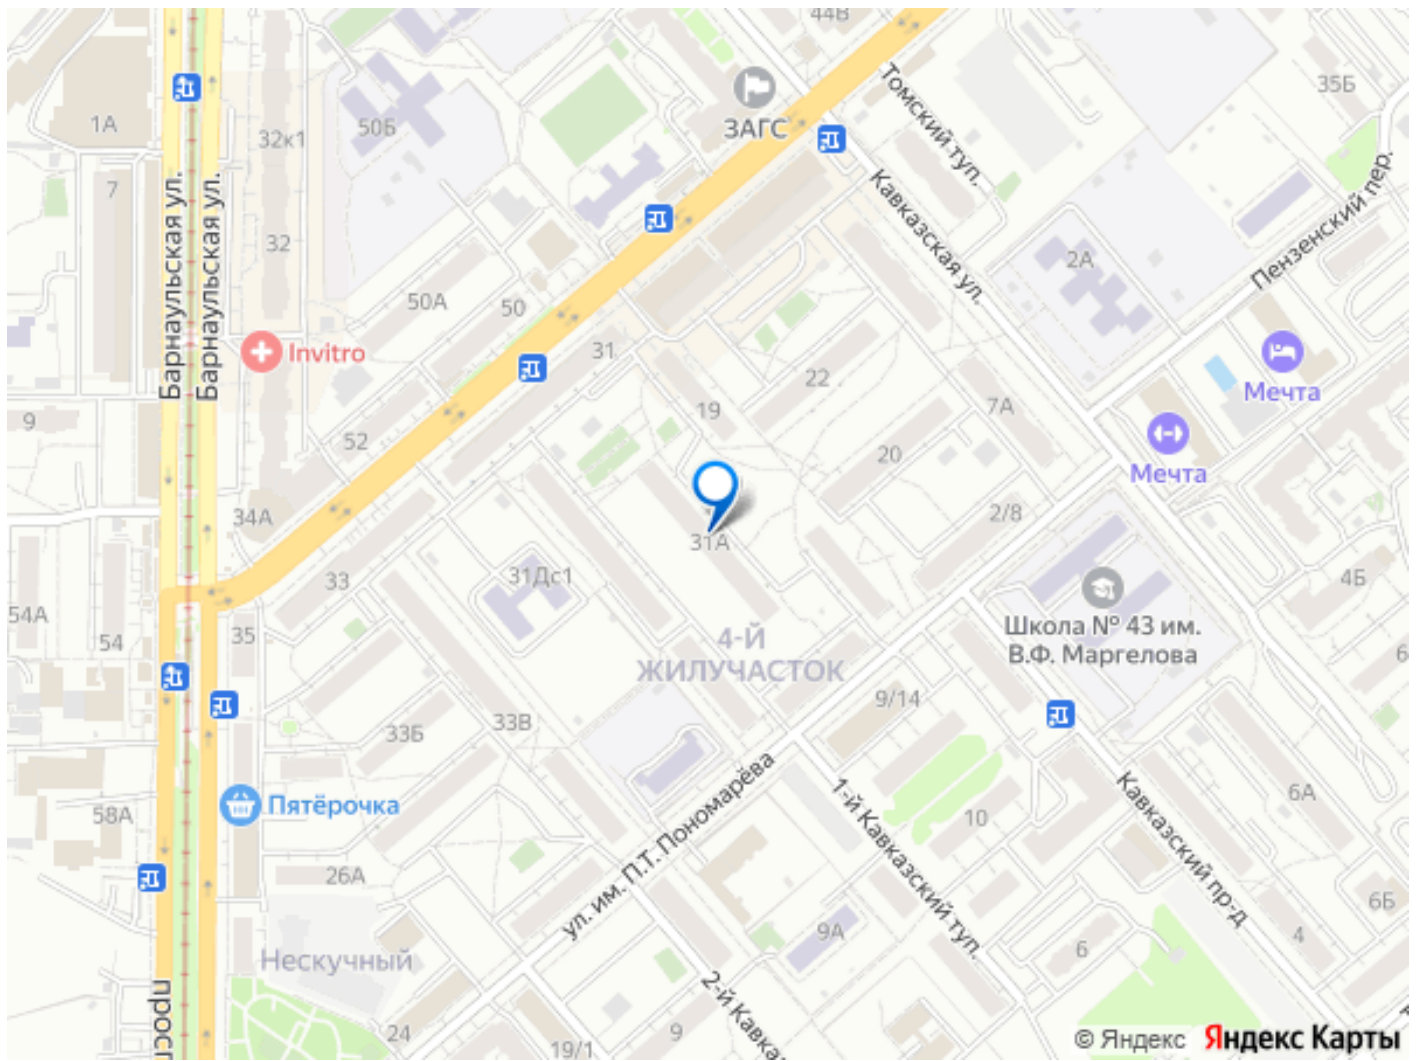 44В
Томский туп.
35Б
1А
32к1
50Б
ЗАГС
7
Барнаульская ул.
Барнаульская ул.
Кавказская ул.
Пензенский пер.
32
2А
50А
50
31
Invitro
22
Мечта
19
7А
9
52
20
Мечта
34А
2/8
31А
33
31Дс1
4Б
54А
54
35
Школа № 43 им.
В.Ф. Маргелова
4-Й
ЖИЛУЧАСТОК
6
9/14
33В
33Б
6А
58А
Пятёрочка
ул. им. П.Т. Пономарёва
1-й Кавказский туп.
10
Кавказский пр-д
26А
6Б
9А
4
6
Нескучный
просп
2-й Кавка
24
9
19/1
© Яндекс
Яндекс Карты